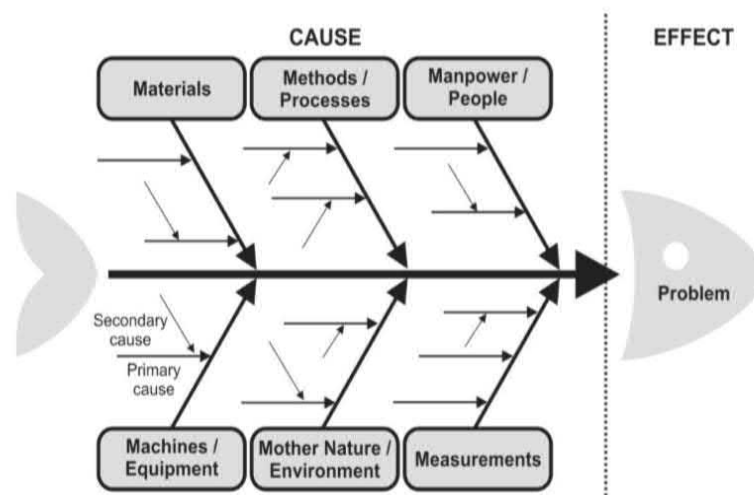 CAUSE
EFFECT
Materials
Methods /
Processes
Manpower /
People
Problem
Secondary
cause
Primary
cause
Machines /
Equipment
Mother Nature /
Environment
Measurements